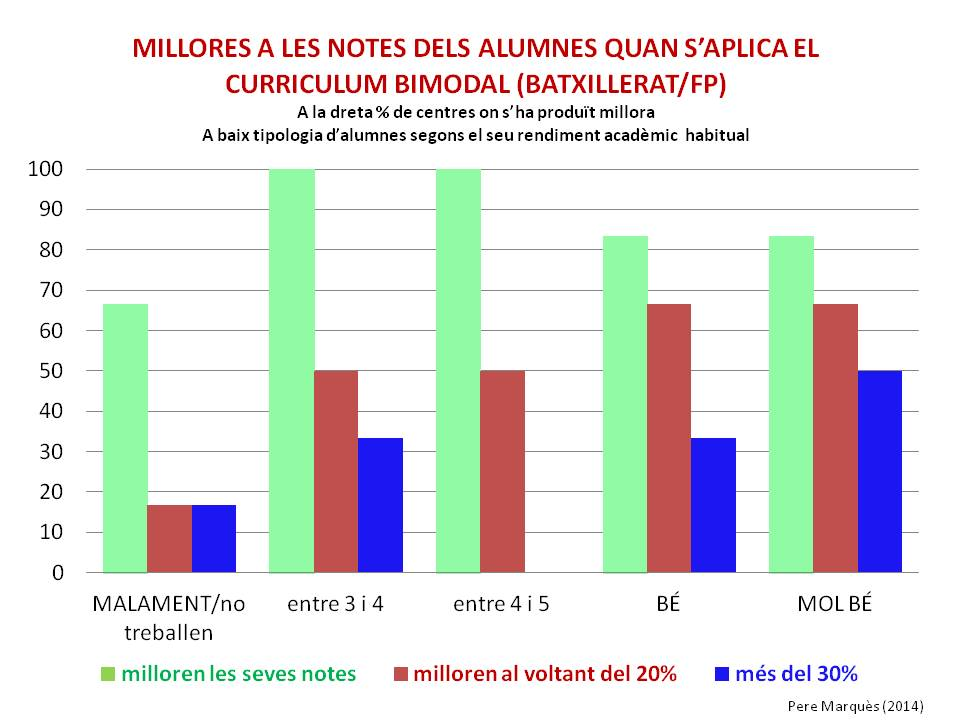 MILLORES A LES NOTES DELS ALUMNES QUAN S’APLICA EL
CURRICULUM BIMODAL (BATXILLERAT/FP)
A la dreta % de centres on s’ha produït millora
A baix tipologia d’alumnes segons el seu rendiment acadèmic habitual
100
90
80
70
60
50
40
30
20
10
0
MALAMENT/no
treballen
entre 3 i 4
entre 4 i 5
BÉ
MOL BÉ
milloren les seves notes
milloren al voltant del 20%
més del 30%
Pere Marquès (2014)